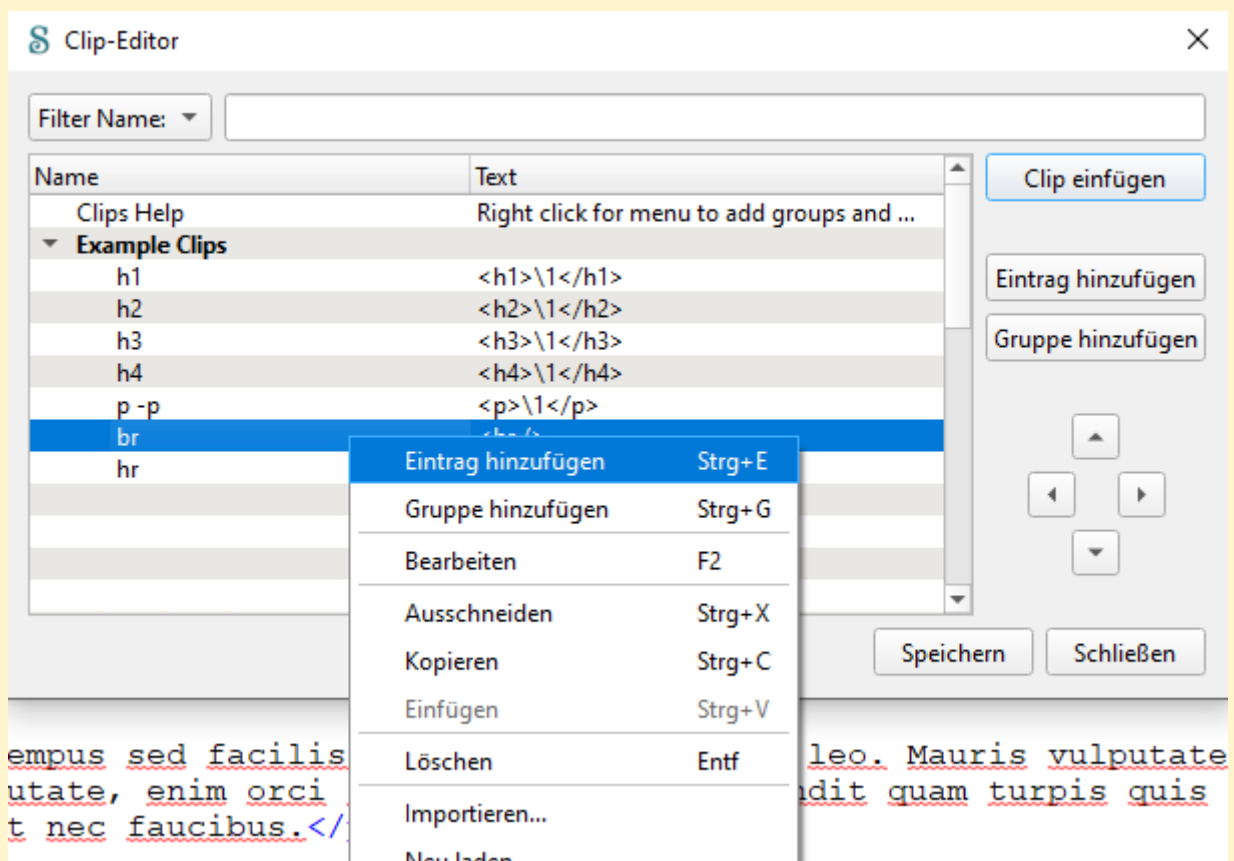 Clip-Editor
Filter Name:
Name Text
Clips Help Right click for menu to add groups and ...
Example Clips
h1 <h1>\1</h1>
h2 <h2>\1</h2>
h3 <h3>\1</h3>
h4 <h4>\1</h4>
p -p <p>\1</p>
br
hr
Clip einfügen
Eintrag hinzufügen
Gruppe hinzufügen
Eintrag hinzufügen Strg+E
Gruppe hinzufügen Strg+G
Bearbeiten F2
Ausschneiden Strg+X
Kopieren Strg+C
Einfügen Strg+V
Löschen Entf
Importieren...
Neu laden
Speichern Schließen
empus sed facilis leo. Mauris vulputate
utate, enim orci ndit quam turpis quis
t nec faucibus.</